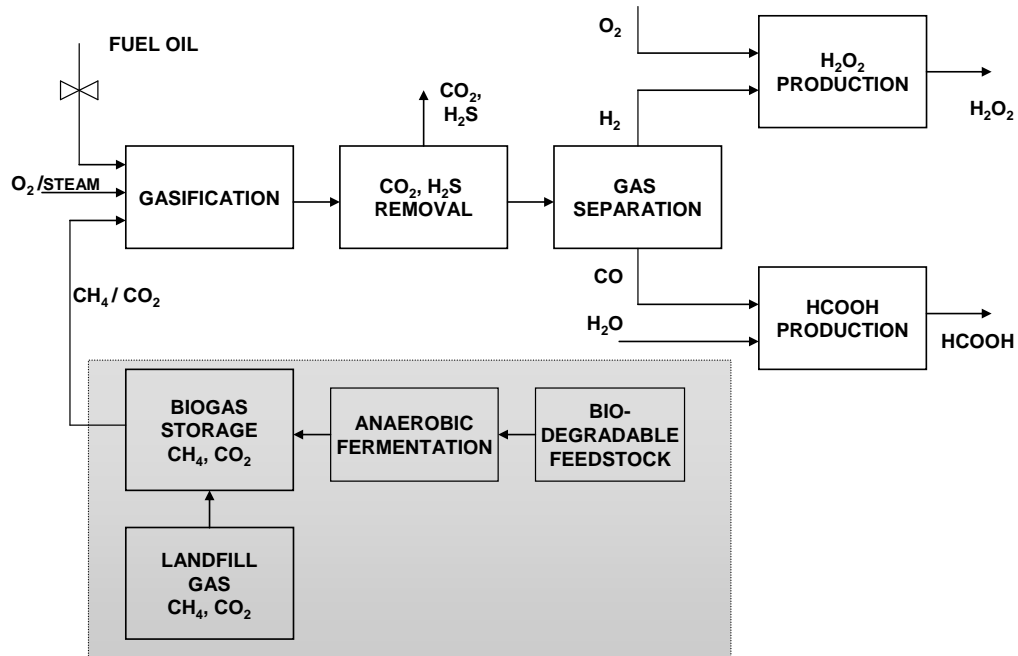 FUEL OIL
O₂ /STEAM
GASIFICATION
CO₂,
H₂S
CO₂, H₂S
REMOVAL
GAS
SEPARATION
H₂
O₂
H₂O₂
PRODUCTION
H₂O₂
CO
H₂O
HCOOH
PRODUCTION
HCOOH
CH₄ / CO₂
BIOGAS
STORAGE
CH₄, CO₂
ANAEROBIC
FERMENTATION
BIO-
DEGRADABLE
FEEDSTOCK
LANDFILL
GAS
CH₄, CO₂